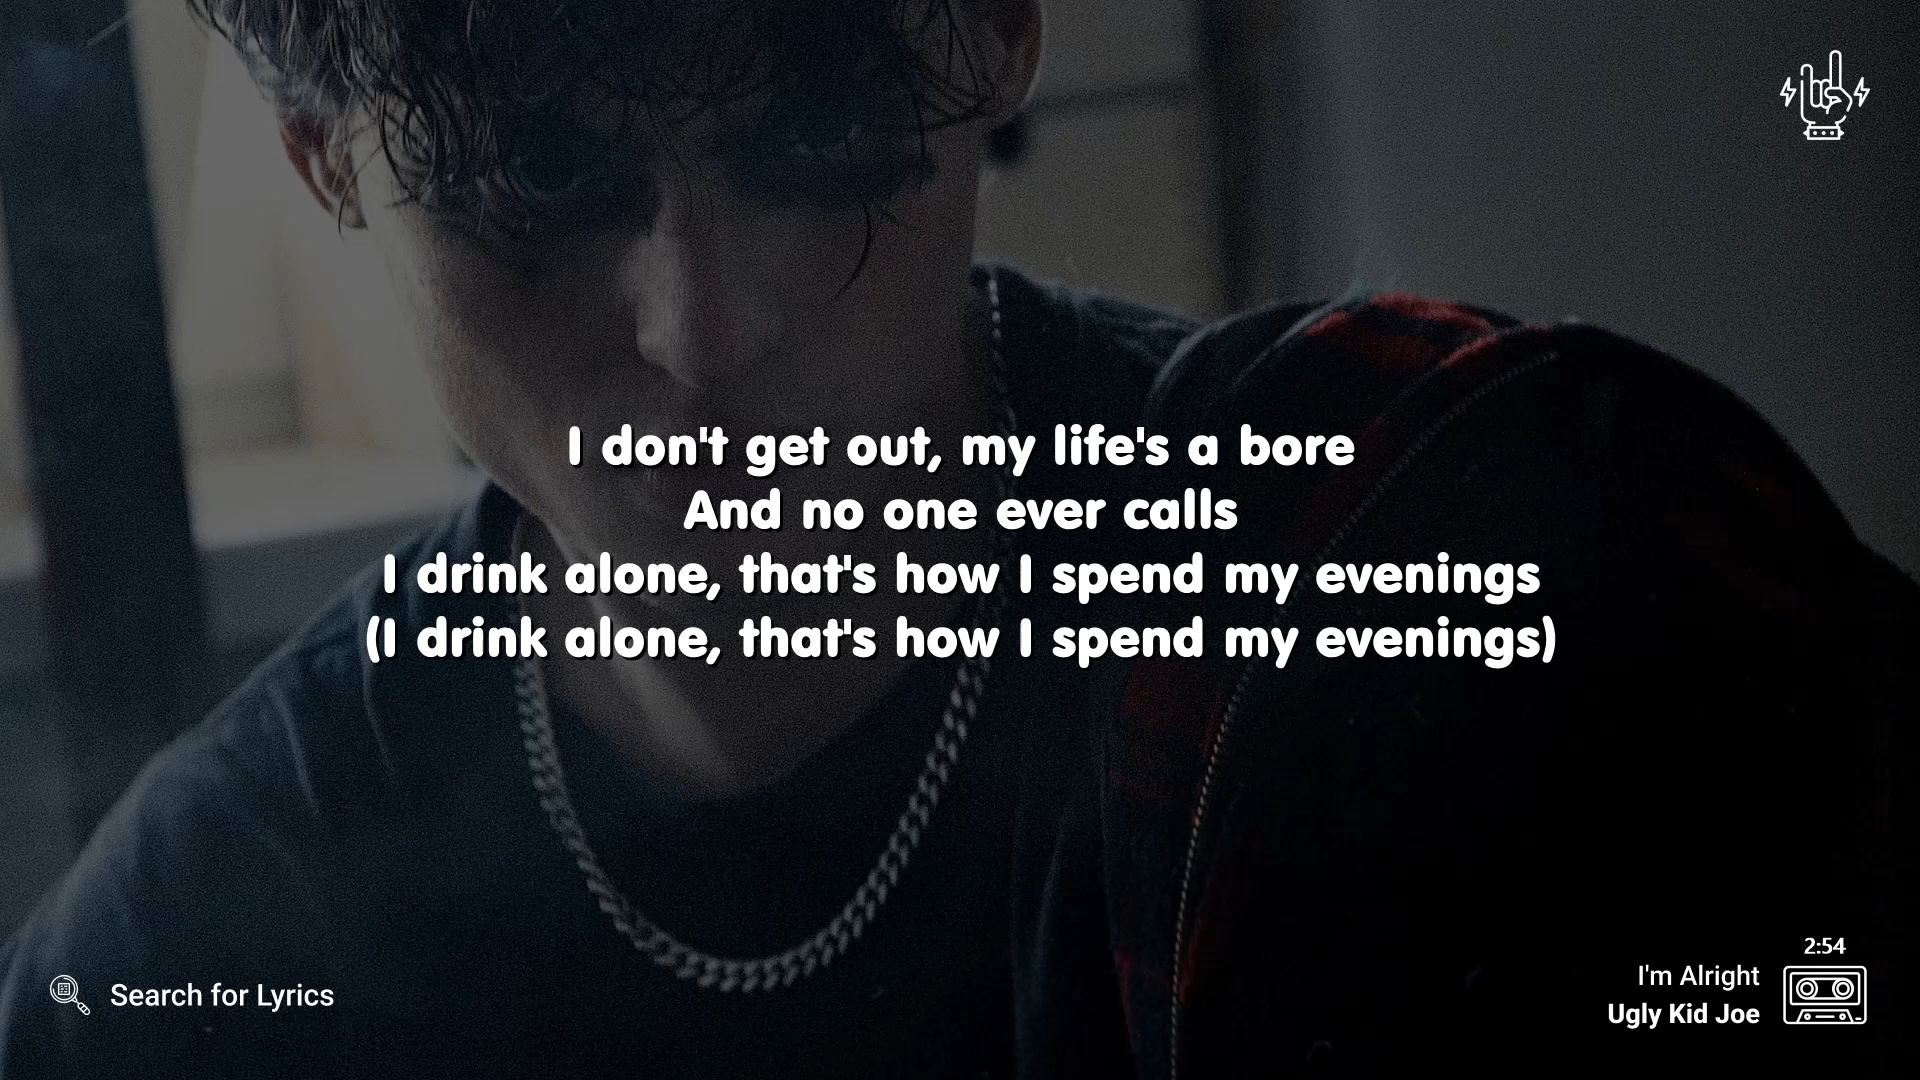 I don't get out, my life's a bore
And no one ever calls
I drink alone, that's how I spend my evenings
(I drink alone, that's how I spend my evenings)
2:54
I'm Alright
Ugly Kid Joe
Search for Lyrics